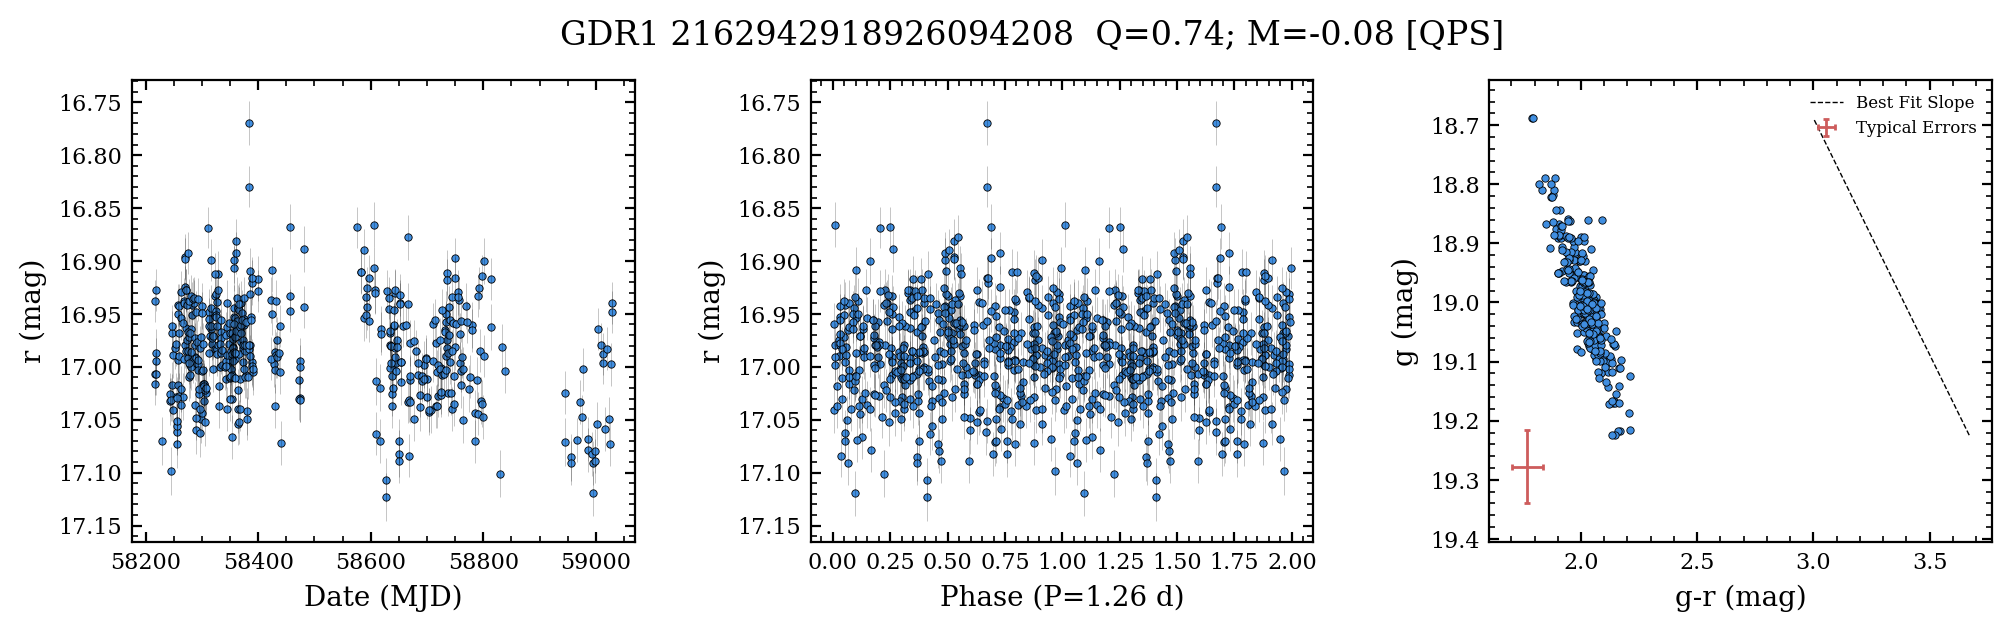 GDR1 2162942918926094208 Q=0.74; M=-0.08 [QPS]
r (mag)
16.75
16.80
16.85
16.90
16.95
17.00
17.05
17.10
17.15
58200 58400 58600 58800 59000
Date (MJD)
r (mag)
16.75
16.80
16.85
16.90
16.95
17.00
17.05
17.10
17.15
0.00 0.25 0.50 0.75 1.00 1.25 1.50 1.75 2.00
Phase (P=1.26 d)
g (mag)
18.7
18.8
18.9
19.0
19.1
19.2
19.3
19.4
Best Fit Slope
Typical Errors
2.0 2.5 3.0 3.5
g-r (mag)